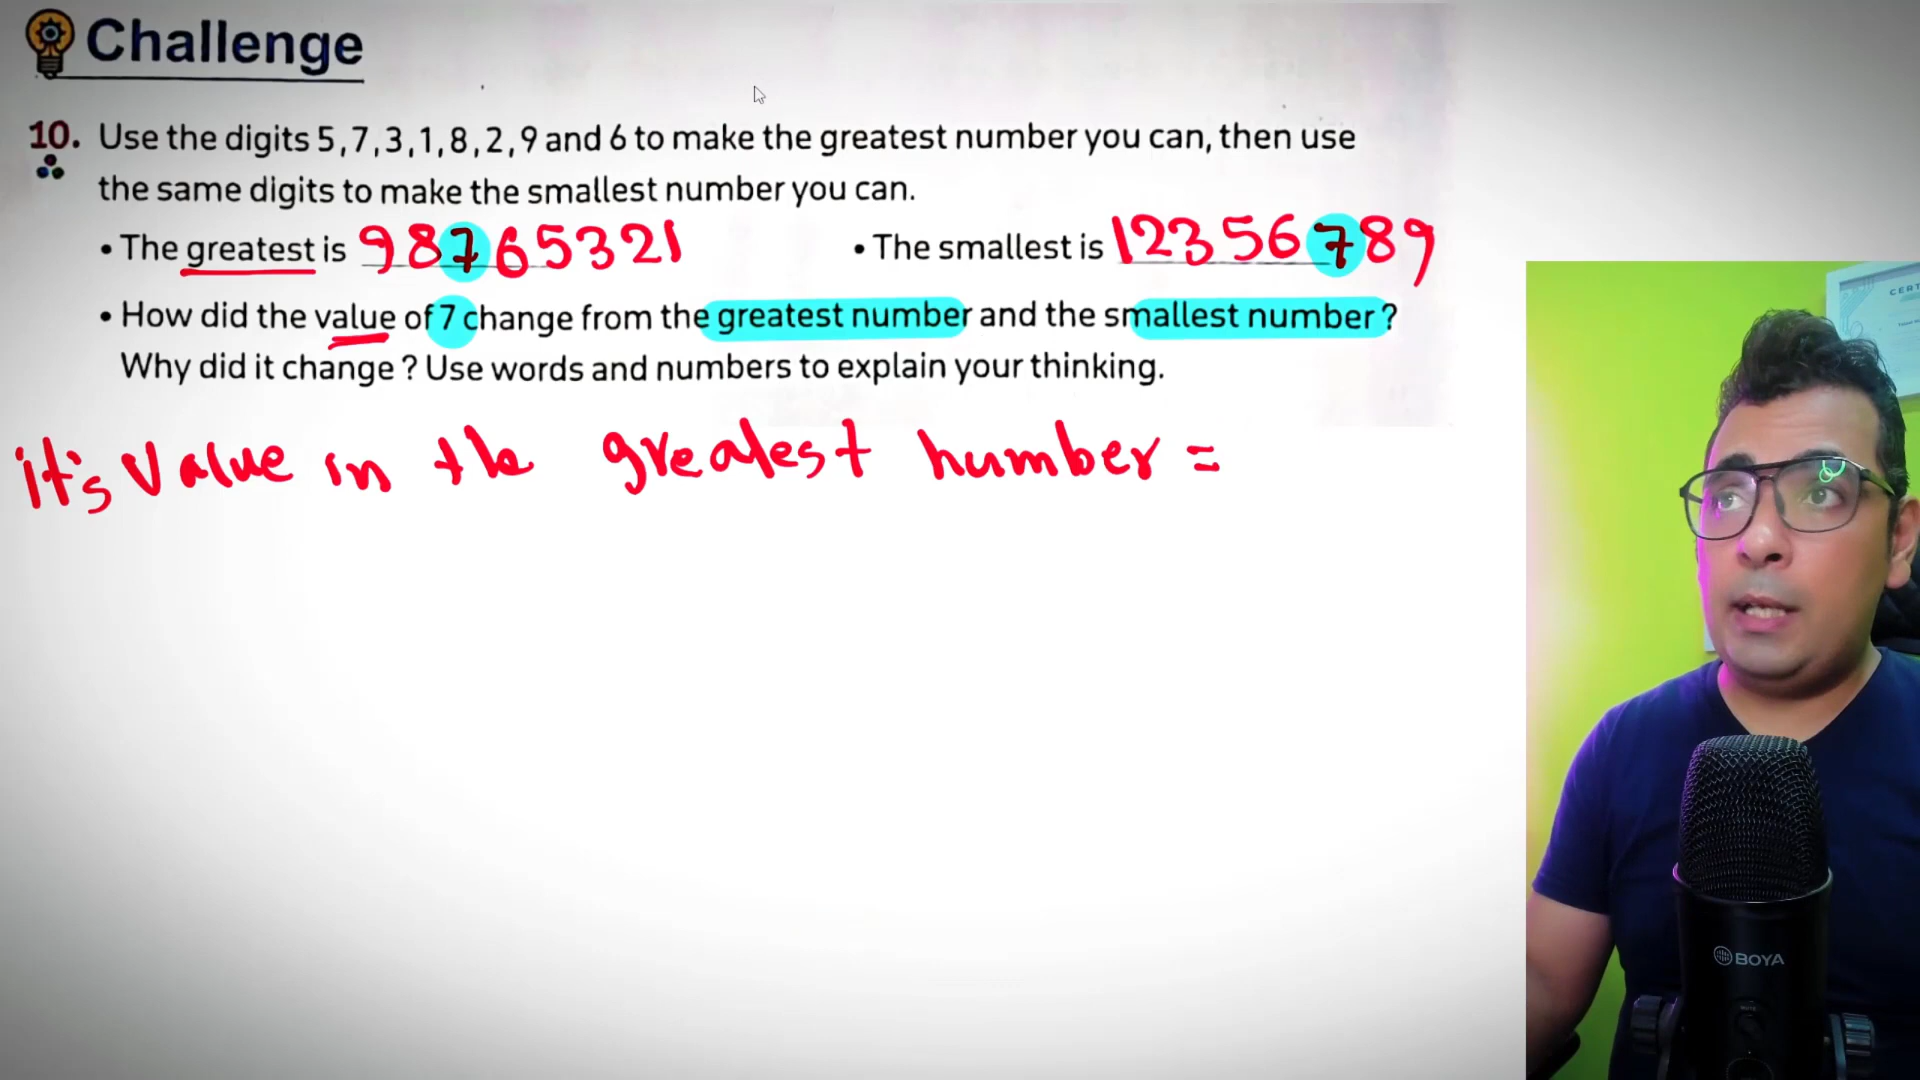 Challenge
10. Use the digits 5,7,3,1,8,2,9 and 6 to make the greatest number you can, then use
the same digits to make the smallest number you can.
• The greatest is 98765321
• The smallest is 12356789
• How did the value of 7 change from the greatest number and the smallest number?
Why did it change? Use words and numbers to explain your thinking.
it's value in the greatest number =
CERT
BOYA